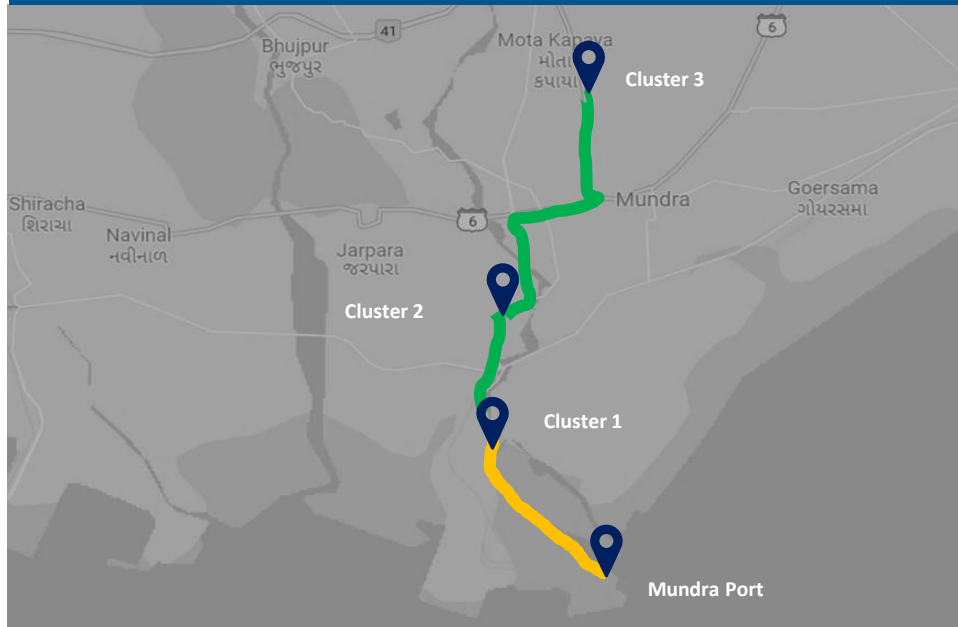 41
6
Bhujpur
ભુજપુર
Mota Kapaya
મોટા
કપાયા
Cluster 3
Shiracha
શિરાચા
Navinal
નવીનાળ
6
Mundra
Goersama
ગોયરસમા
Jarpara
જરપારા
Cluster 2
Cluster 1
Mundra Port